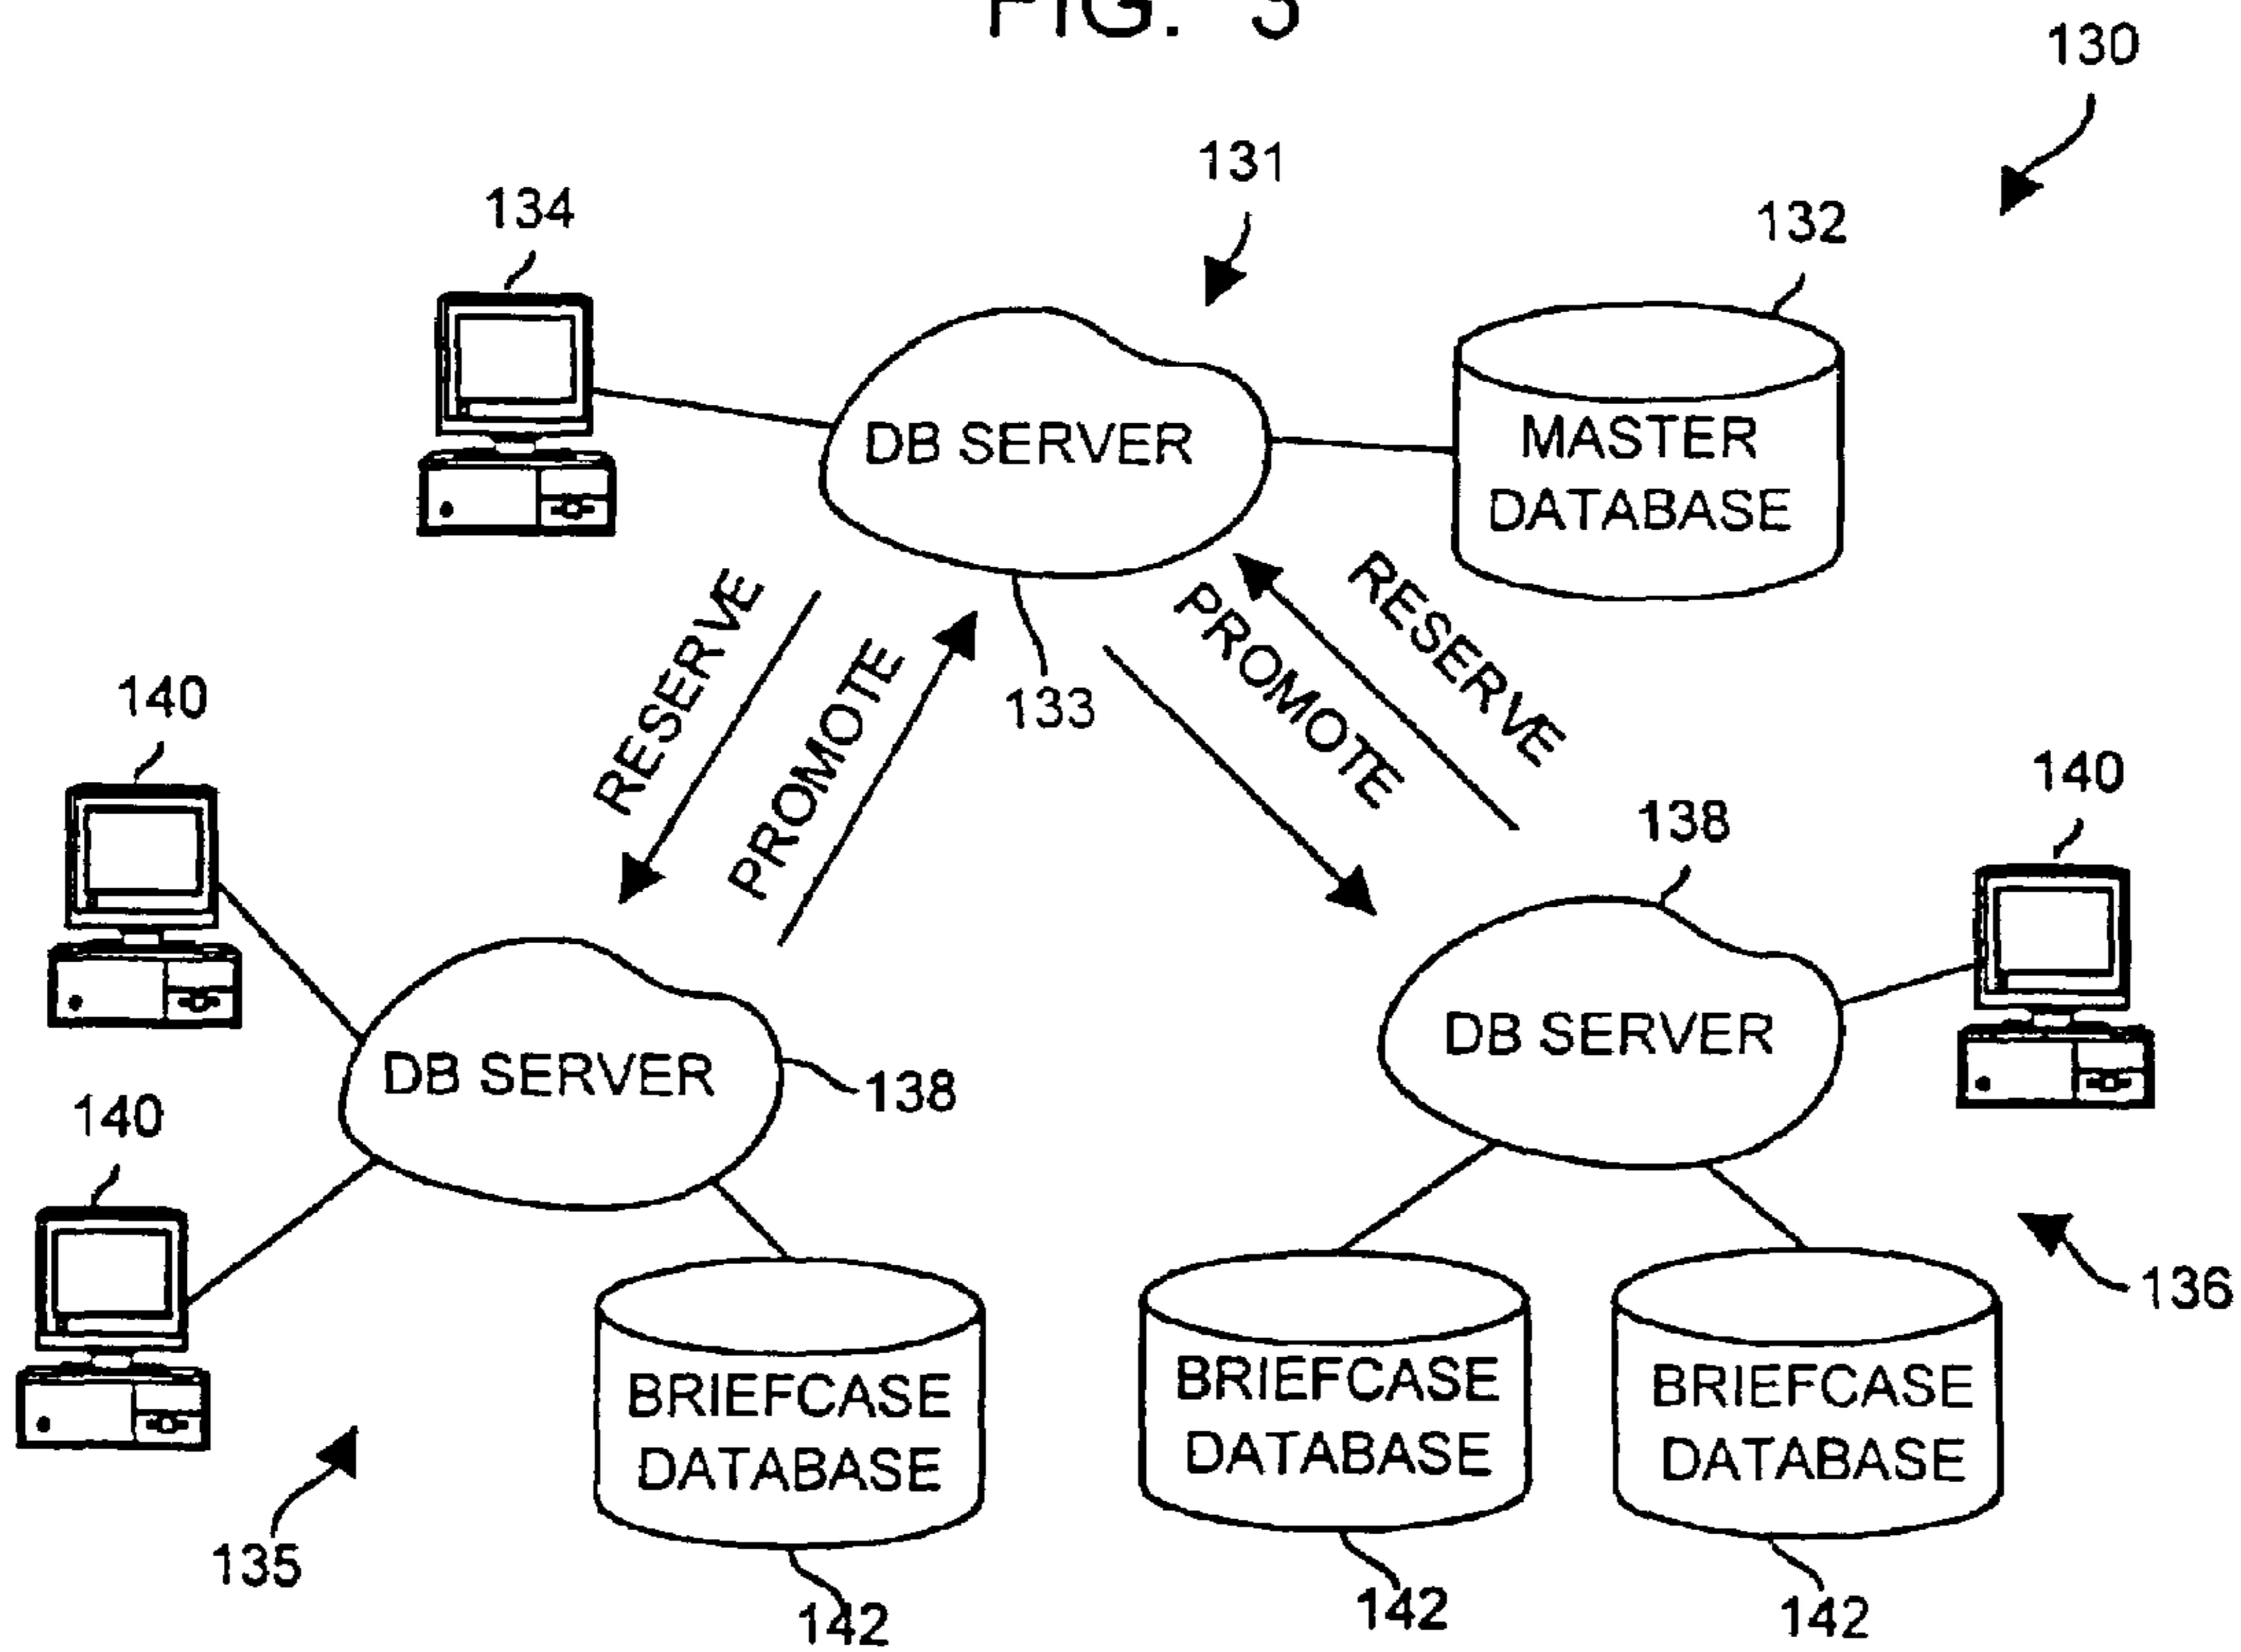 FIG. 3
130
131
134
132
DB SERVER
MASTER
DATABASE
RESERVE
PROMOTE
PROMOTE
RESERVE
133
140
140
138
DB SERVER
138
DB SERVER
140
136
BRIEFCASE
DATABASE
BRIEFCASE
DATABASE
BRIEFCASE
DATABASE
135
142
142
142